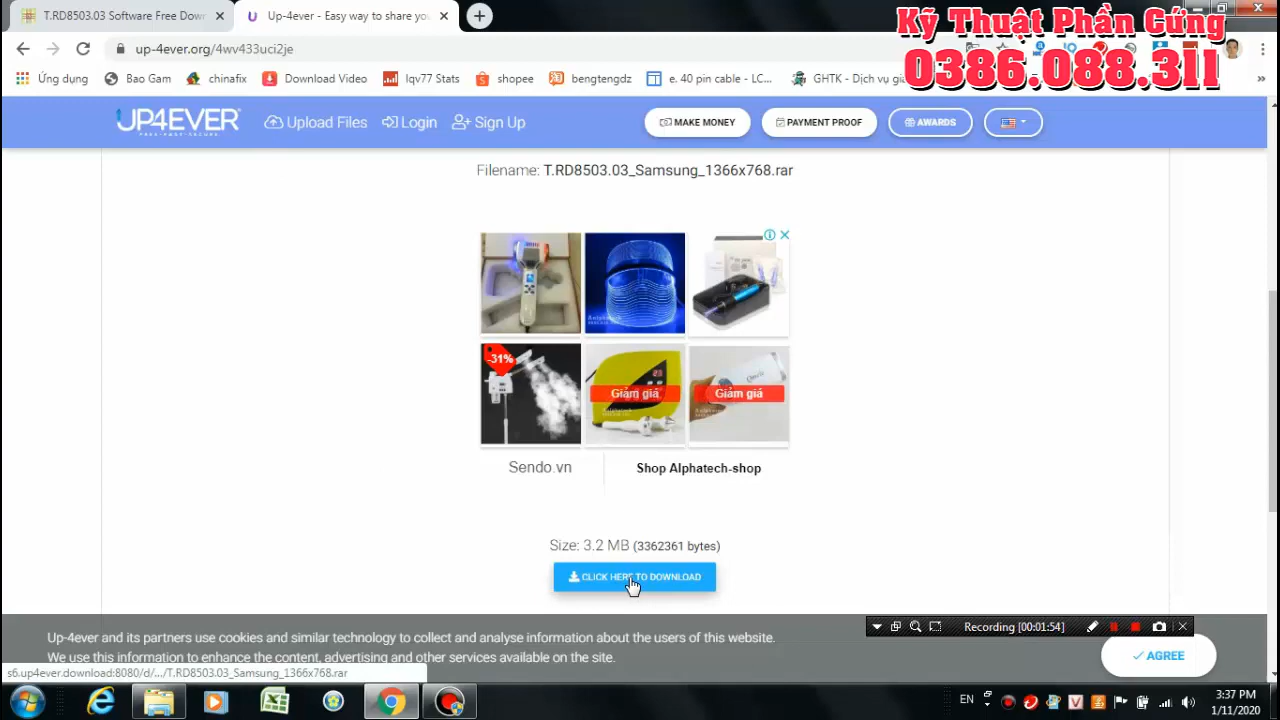 T.RD8503.03 Software Free Down
Up-4ever - Easy way to share you
Kỹ Thuật Phần Cứng
0386.088.311
up-4ever.org/4wv433uci2je
Ứng dụng
Bao Gam
chinafix
Download Video
lqv77 Stats
shopee
bengtengdz
e. 40 pin cable - LC...
GHTK - Dịch vụ gi
UP4EVER
Upload Files
Login
Sign Up
MAKE MONEY
PAYMENT PROOF
AWARDS
Filename: T.RD8503.03_Samsung_1366x768.rar
-31%
Giảm giá
Giảm giá
Sendo.vn
Shop Alphatech-shop
Size: 3.2 MB (3362361 bytes)
CLICK HERE TO DOWNLOAD
Recording [00:01:54]
Up-4ever and its partners use cookies and similar technology to collect and analyse information about the users of this website.
We use this information to enhance the content, advertising and other services available on the site.
AGREE
s6.up4ever.download:8080/d/.../T.RD8503.03_Samsung_1366x768.rar
EN
3:37 PM
1/11/2020